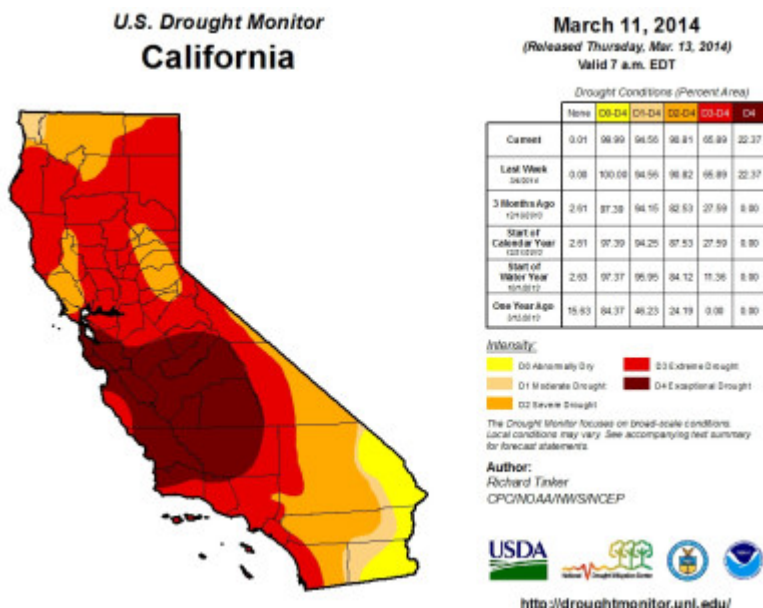 U.S. Drought Monitor
California
March 11, 2014
(Released Thursday, Mar. 13, 2014)
Valid 7 a.m. EDT
Drought Conditions (Percent Area)
None D0-D4 D1-D4 D2-D4 D3-D4 D4
Current 0.01 99.99 94.56 90.81 65.89 22.37
Last Week 0.00 100.00 94.56 90.82 65.89 22.37
3 Months Ago 2.61 97.39 94.15 82.53 27.59 0.00
Start of
Calendar Year 2.61 97.39 94.25 87.53 27.59 0.00
Start of
Water Year 2.63 97.37 95.95 84.12 11.36 0.00
One Year Ago 15.63 84.37 46.23 24.19 0.00 0.00
Intensity:
D0 Abnormally Dry
D1 Moderate Drought
D2 Severe Drought
D3 Extreme Drought
D4 Exceptional Drought
The Drought Monitor focuses on broad-scale conditions.
Local conditions may vary. See accompanying text summary
for forecast statements.
Author:
Richard Tinker
CPC/NOAA/NWS/NCEP
USDA
National Drought Mitigation Center
http://droughtmonitor.unl.edu/